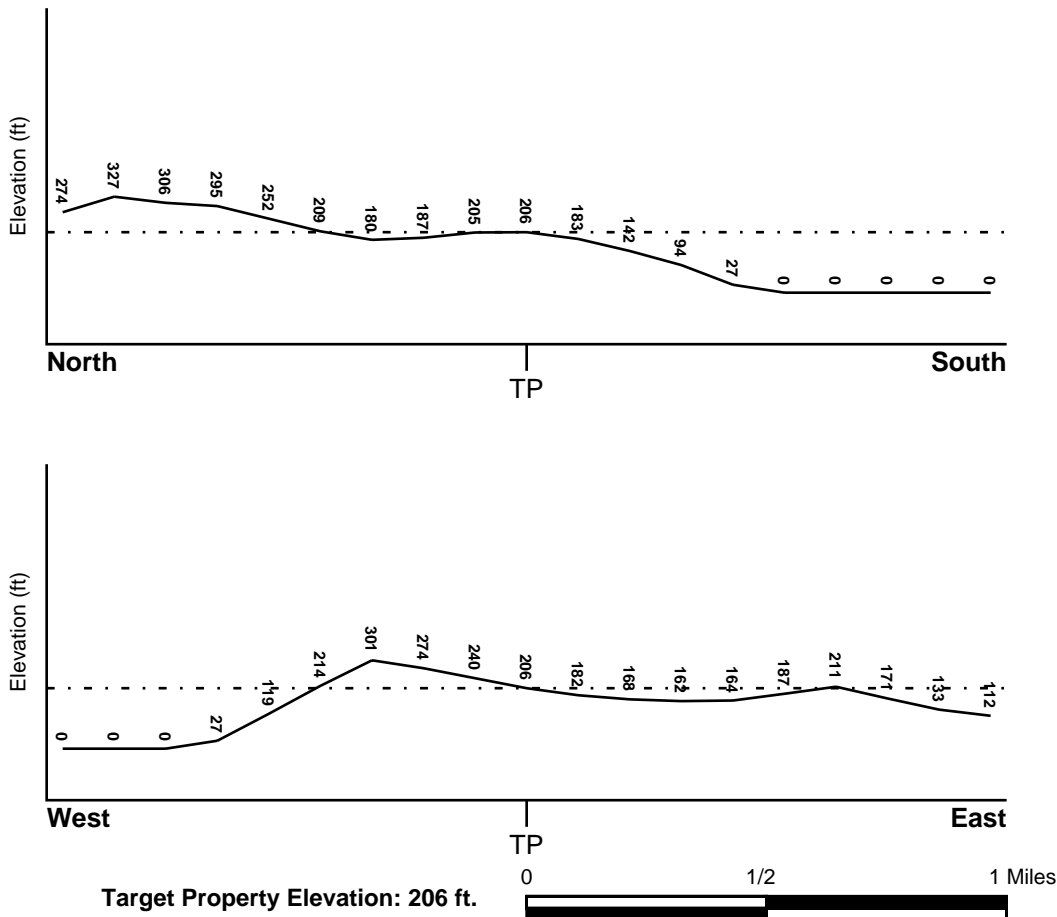 Elevation (ft)
274 327 306 295 252 209 180 187 205 206 183 142 94 27 0 0 0 0 0
North South
TP
Elevation (ft)
0 0 0 27 119 214 301 274 240 206 182 168 162 164 187 211 171 133 112
West East
TP
Target Property Elevation: 206 ft.
0 1/2 1 Miles